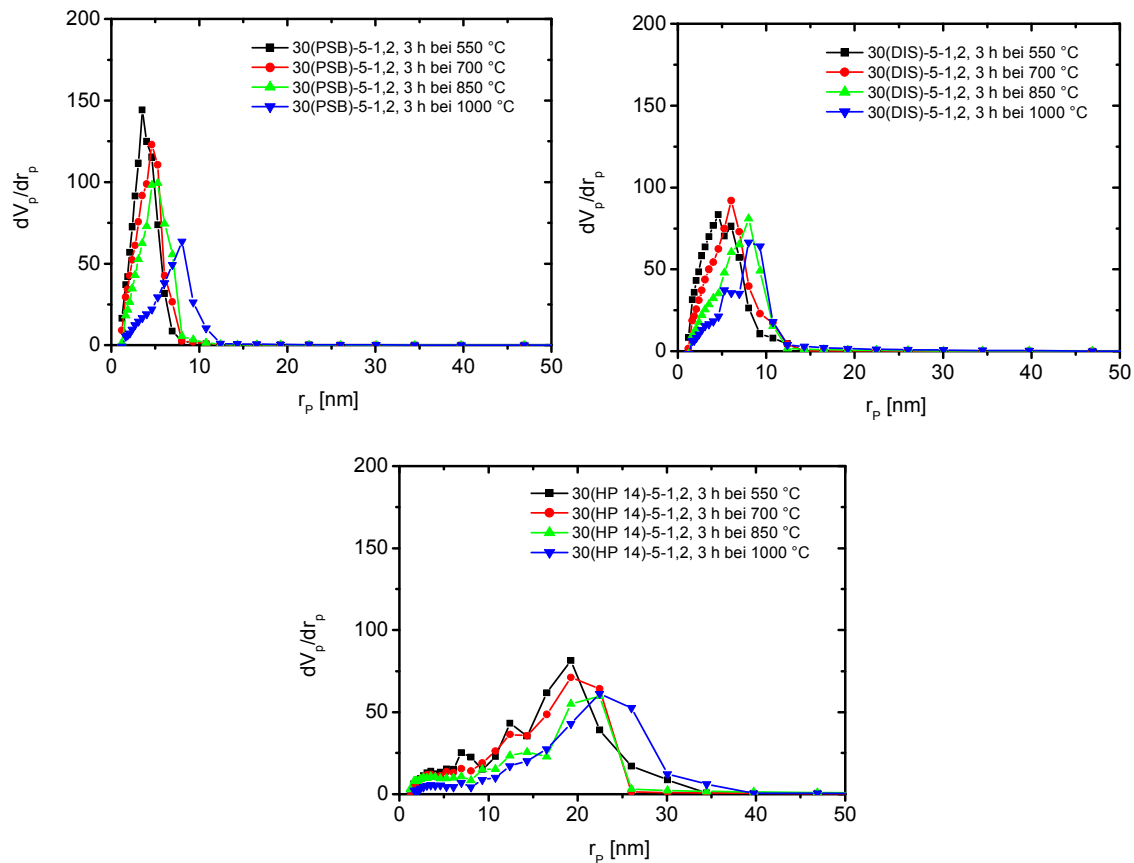 200
150
100
50
0
dVp/drp
30(PSB)-5-1,2, 3 h bei 550 °C
30(PSB)-5-1,2, 3 h bei 700 °C
30(PSB)-5-1,2, 3 h bei 850 °C
30(PSB)-5-1,2, 3 h bei 1000 °C
0 10 20 30 40 50
rP [nm]
200
150
100
50
0
dVp/drp
30(DIS)-5-1,2, 3 h bei 550 °C
30(DIS)-5-1,2, 3 h bei 700 °C
30(DIS)-5-1,2, 3 h bei 850 °C
30(DIS)-5-1,2, 3 h bei 1000 °C
0 10 20 30 40 50
rP [nm]
200
150
100
50
0
dVp/drp
30(HP 14)-5-1,2, 3 h bei 550 °C
30(HP 14)-5-1,2, 3 h bei 700 °C
30(HP 14)-5-1,2, 3 h bei 850 °C
30(HP 14)-5-1,2, 3 h bei 1000 °C
0 10 20 30 40 50
rP [nm]